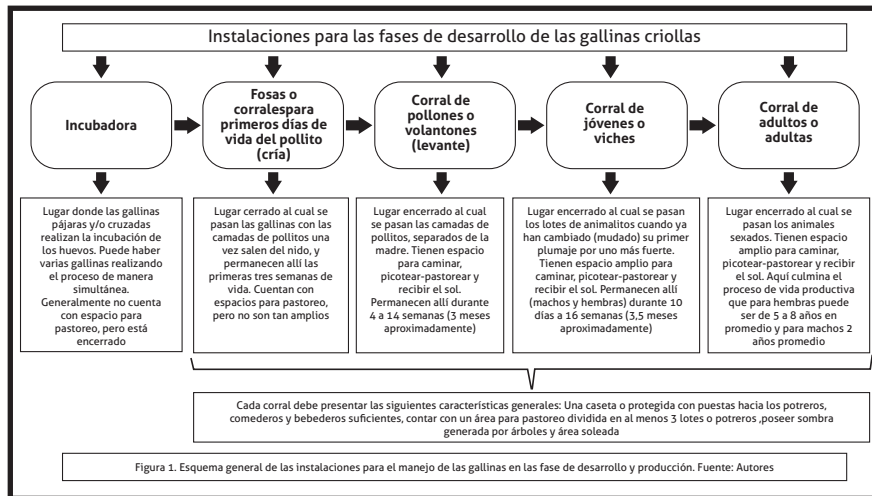 Instalaciones para las fases de desarrollo de las gallinas criollas
Incubadora
Fosas o
corralespara
primeros días de
vida del pollito
(cría)
Corral de
pollones o
volantones
(levante)
Corral de
jóvenes o
viches
Corral de
adultos o
adultas
Lugar donde las gallinas
pájaras y/o cruzadas
realizan la incubación de
los huevos. Puede haber
varias gallinas realizando
el proceso de manera
simultánea.
Generalmente no cuenta
con espacio para
pastoreo, pero está
encerrado
Lugar cerrado al cual se
pasan las gallinas con las
camadas de pollitos una
vez salen del nido, y
permanecen allí las
primeras tres semanas de
vida. Cuentan con
espacios para pastoreo,
pero no son tan amplios
Lugar encerrado al cual
se pasan las camadas de
pollitos, separados de la
madre. Tienen espacio
para caminar,
picotear-pastorear y
recibir el sol.
Permanecen allí durante
4 a 14 semanas (3 meses
aproximadamente)
Lugar encerrado al cual se pasan
los lotes de animalitos cuando ya
han cambiado (mudado) su primer
plumaje por uno más fuerte.
Tienen espacio amplio para
caminar, picotear-pastorear y
recibir el sol. Permanecen allí
(machos y hembras) durante 10
días a 16 semanas (3,5 meses
aproximadamente)
Lugar encerrado al cual se
pasan los animales
sexados. Tienen espacio
amplio para caminar,
picotear-pastorear y recibir
el sol. Aquí culmina el
proceso de vida productiva
que para hembras puede
ser de 5 a 8 años en
promedio y para machos 2
años promedio
Cada corral debe presentar las siguientes características generales: Una caseta o protegida con puestas hacia los potreros,
comederos y bebederos suficientes, contar con un área para pastoreo dividida en al menos 3 lotes o potreros ,poseer sombra
generada por árboles y área soleada
Figura 1. Esquema general de las instalaciones para el manejo de las gallinas en las fase de desarrollo y producción. Fuente: Autores